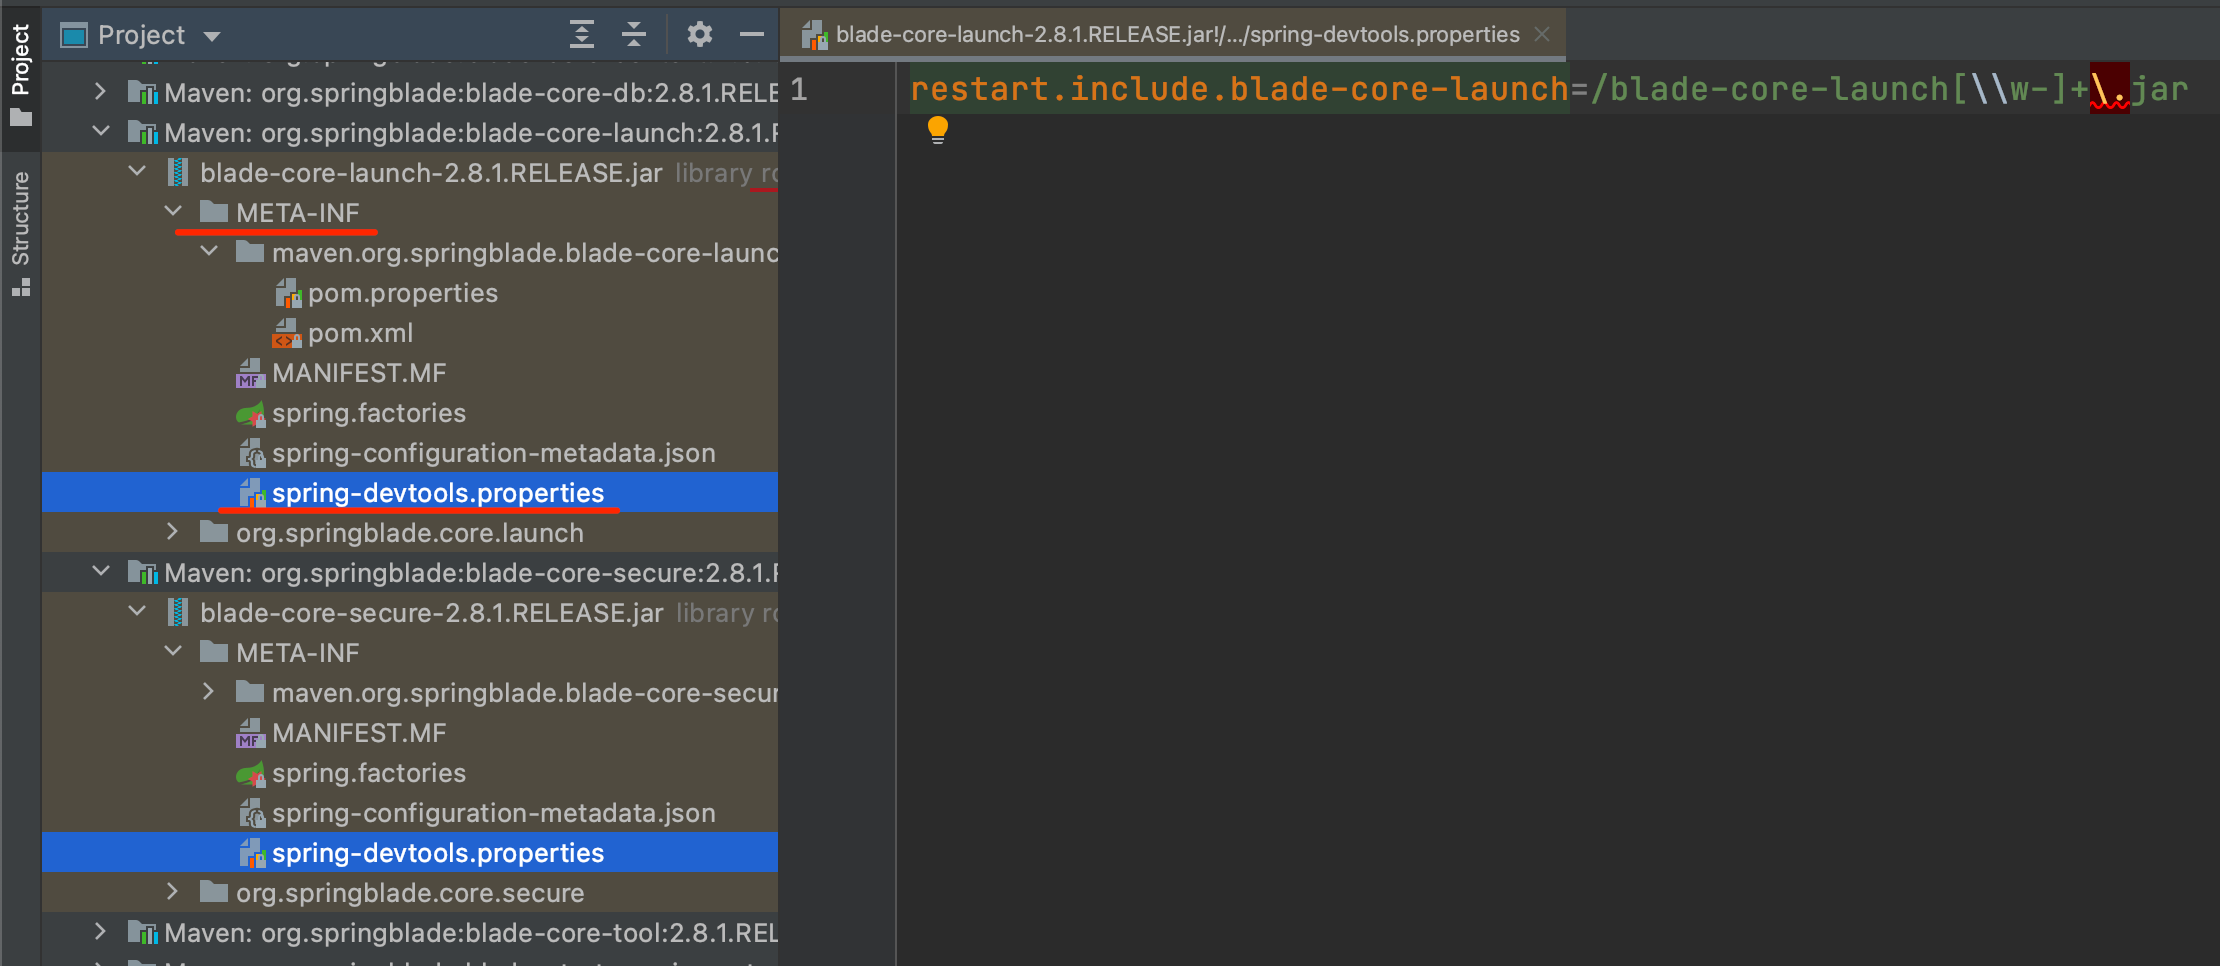 Project
Structure
Project
Maven: org.springblade:blade-core-db:2.8.1.RELE
Maven: org.springblade:blade-core-launch:2.8.1.R
blade-core-launch-2.8.1.RELEASE.jar library ro
META-INF
maven.org.springblade.blade-core-launc
pom.properties
pom.xml
MANIFEST.MF
spring.factories
spring-configuration-metadata.json
spring-devtools.properties
org.springblade.core.launch
Maven: org.springblade:blade-core-secure:2.8.1.R
blade-core-secure-2.8.1.RELEASE.jar library ro
META-INF
maven.org.springblade.blade-core-secur
MANIFEST.MF
spring.factories
spring-configuration-metadata.json
spring-devtools.properties
org.springblade.core.secure
Maven: org.springblade:blade-core-tool:2.8.1.REL
blade-core-launch-2.8.1.RELEASE.jar!/.../spring-devtools.properties
1 restart.include.blade-core-launch=/blade-core-launch[\\w-]+\.jar